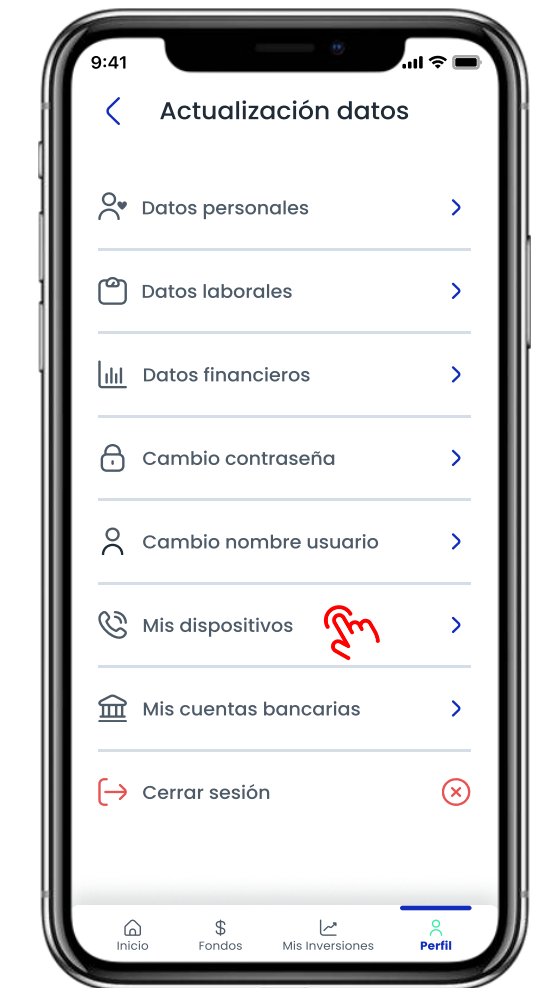 9:41
Actualización datos
Datos personales
Datos laborales
Datos financieros
Cambio contraseña
Cambio nombre usuario
Mis dispositivos
Mis cuentas bancarias
Cerrar sesión
Inicio
Fondos
Mis Inversiones
Perfil